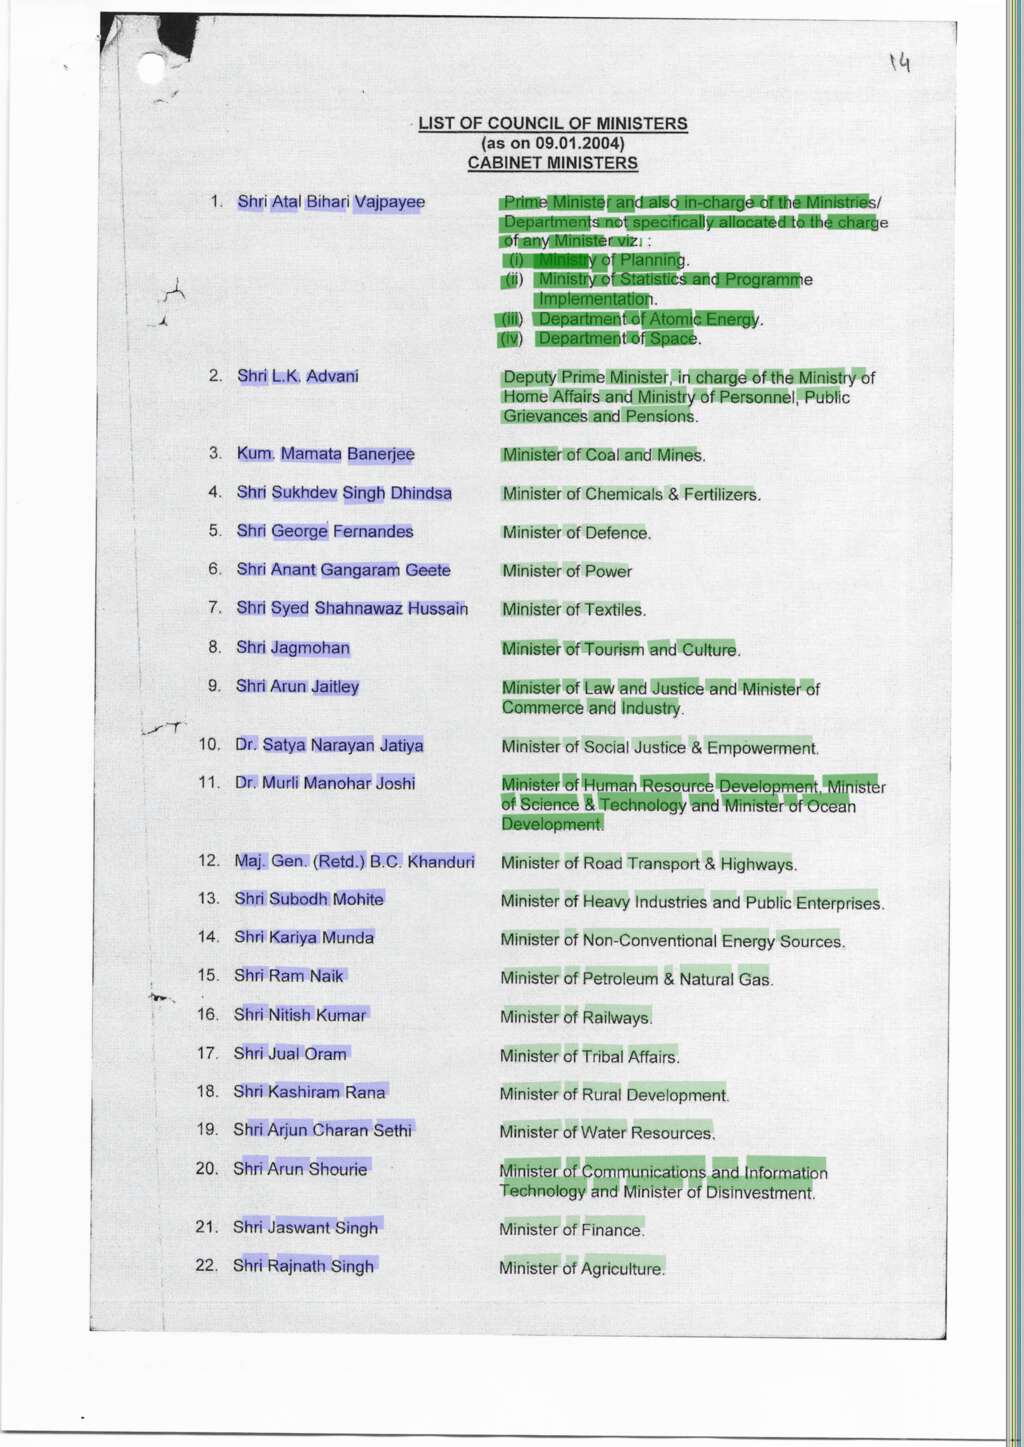 14
LIST OF COUNCIL OF MINISTERS
(as on 09.01.2004)
CABINET MINISTERS
1. Shri Atal Bihari Vajpayee Prime Minister and also in-charge of the Ministries/
Departments not specifically allocated to the charge
of any Minister viz. :
(i) Ministry of Planning.
(ii) Ministry of Statistics and Programme
Implementation.
(iii) Department of Atomic Energy.
(iv) Department of Space.
2. Shri L.K. Advani Deputy Prime Minister, in charge of the Ministry of
Home Affairs and Ministry of Personnel, Public
Grievances and Pensions.
3. Kum. Mamata Banerjee Minister of Coal and Mines.
4. Shri Sukhdev Singh Dhindsa Minister of Chemicals & Fertilizers.
5. Shri George Fernandes Minister of Defence.
6. Shri Anant Gangaram Geete Minister of Power
7. Shri Syed Shahnawaz Hussain Minister of Textiles.
8. Shri Jagmohan Minister of Tourism and Culture.
9. Shri Arun Jaitley Minister of Law and Justice and Minister of
Commerce and Industry.
10. Dr. Satya Narayan Jatiya Minister of Social Justice & Empowerment.
11. Dr. Murli Manohar Joshi Minister of Human Resource Development, Minister
of Science & Technology and Minister of Ocean
Development.
12. Maj. Gen. (Retd.) B.C. Khanduri Minister of Road Transport & Highways.
13. Shri Subodh Mohite Minister of Heavy Industries and Public Enterprises.
14. Shri Kariya Munda Minister of Non-Conventional Energy Sources.
15. Shri Ram Naik Minister of Petroleum & Natural Gas.
16. Shri Nitish Kumar Minister of Railways.
17. Shri Jual Oram Minister of Tribal Affairs.
18. Shri Kashiram Rana Minister of Rural Development.
19. Shri Arjun Charan Sethi Minister of Water Resources.
20. Shri Arun Shourie Minister of Communications and Information
Technology and Minister of Disinvestment.
21. Shri Jaswant Singh Minister of Finance.
22. Shri Rajnath Singh Minister of Agriculture.